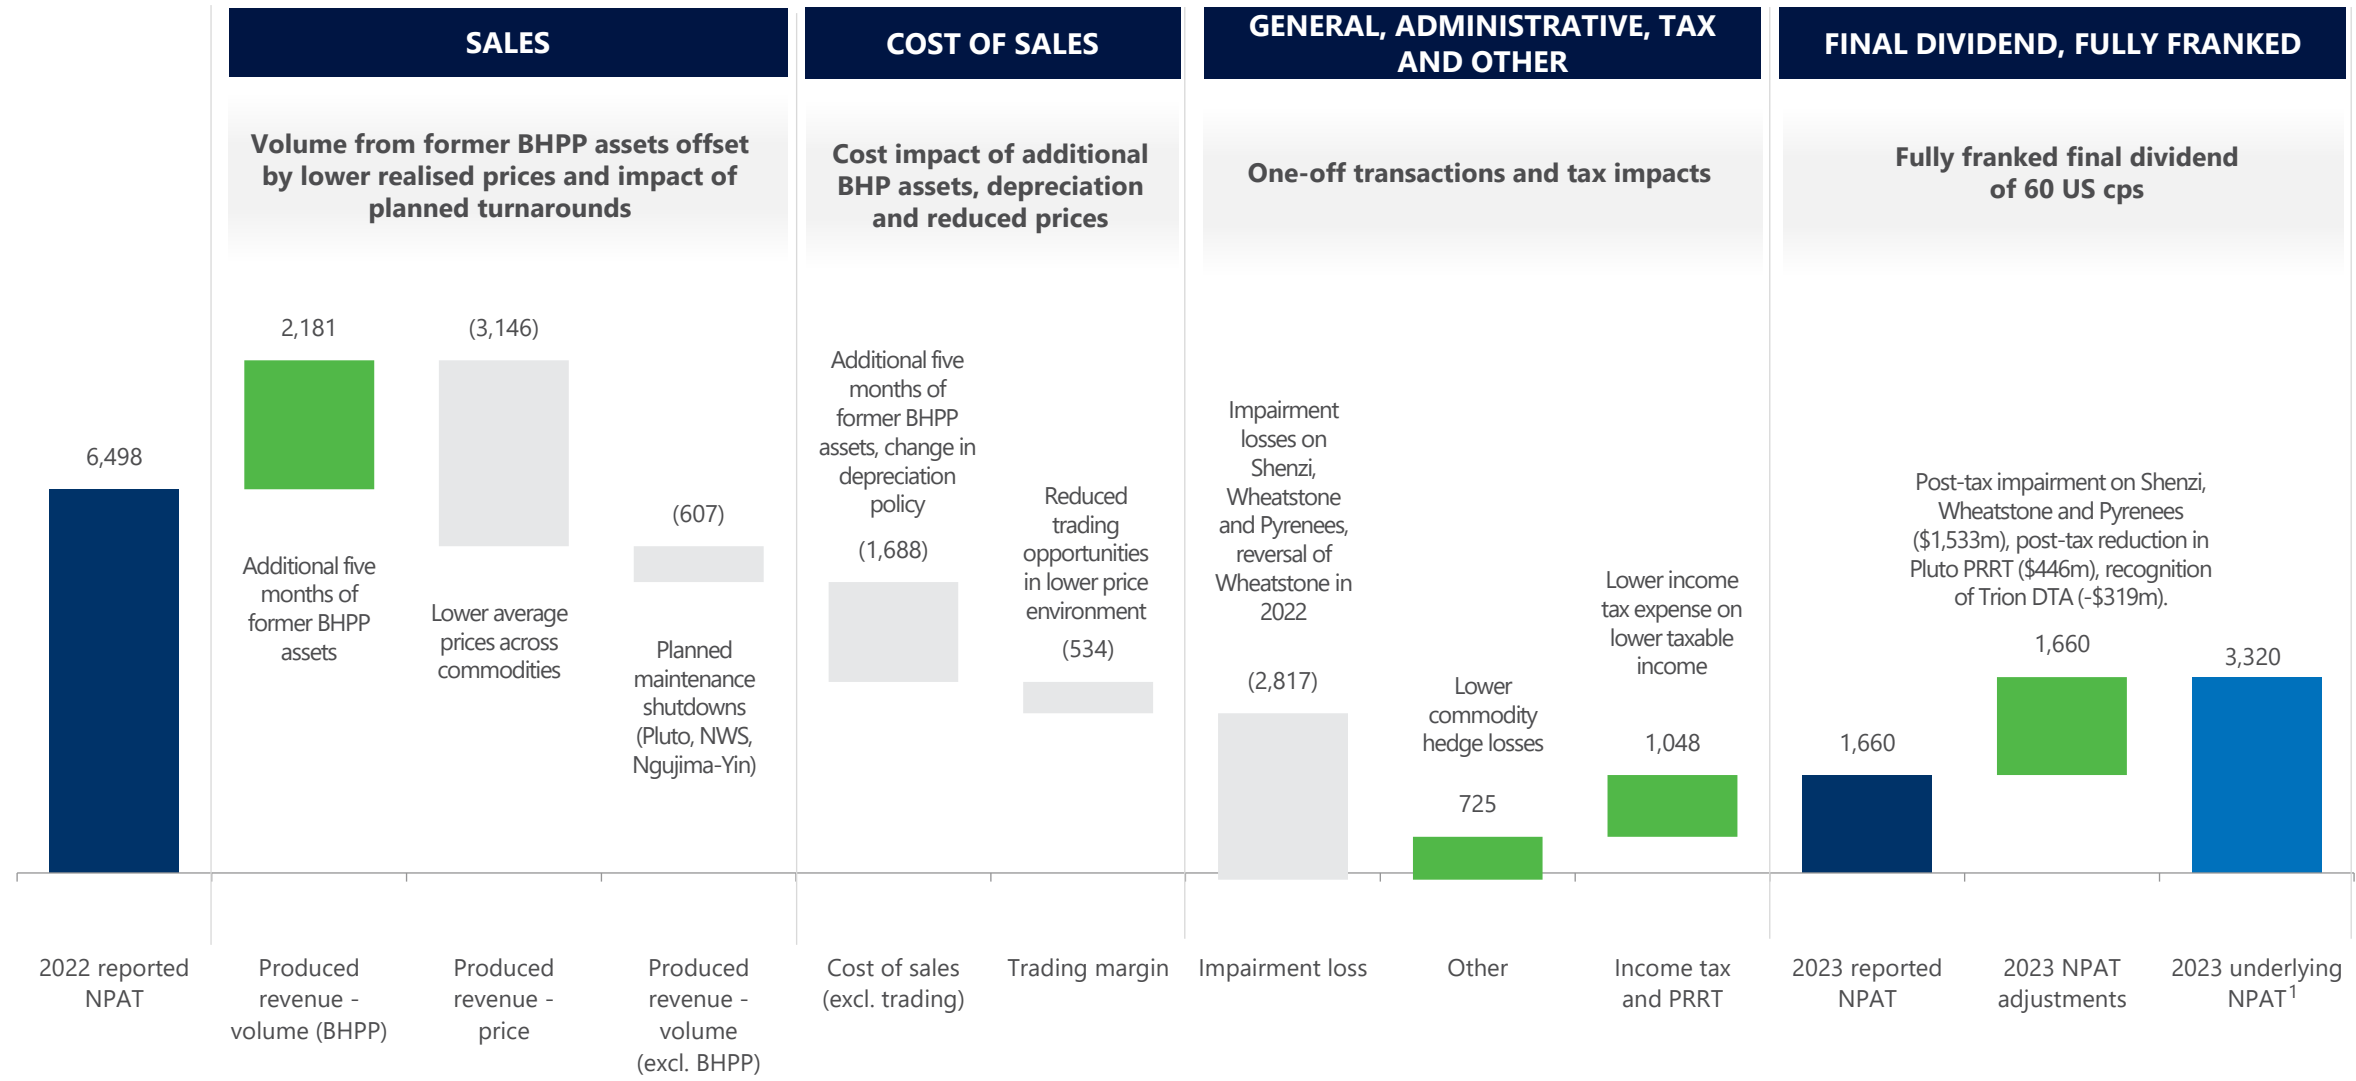 SALES
COST OF SALES
GENERAL, ADMINISTRATIVE, TAX
AND OTHER
FINAL DIVIDEND, FULLY FRANKED
Volume from former BHPP assets offset
by lower realised prices and impact of
planned turnarounds
Cost impact of additional
BHP assets, depreciation
and reduced prices
One-off transactions and tax impacts
Fully franked final dividend
of 60 US cps
6,498
2,181
Additional five
months of
former BHPP
assets
(3,146)
Lower average
prices across
commodities
(607)
Planned
maintenance
shutdowns
(Pluto, NWS,
Ngujima-Yin)
Additional five
months of
former BHPP
assets, change in
depreciation
policy
(1,688)
Reduced
trading
opportunities
in lower price
environment
(534)
Impairment
losses on
Shenzi,
Wheatstone
and Pyrenees,
reversal of
Wheatstone in
2022
(2,817)
Lower
commodity
hedge losses
725
Lower income
tax expense on
lower taxable
income
1,048
1,660
Post-tax impairment on Shenzi,
Wheatstone and Pyrenees
($1,533m), post-tax reduction in
Pluto PRRT ($446m), recognition
of Trion DTA (-$319m).
1,660
3,320
2022 reported
NPAT
Produced
revenue -
volume (BHPP)
Produced
revenue -
price
Produced
revenue -
volume
(excl. BHPP)
Cost of sales
(excl. trading)
Trading margin
Impairment loss
Other
Income tax
and PRRT
2023 reported
NPAT
2023 NPAT
adjustments
2023 underlying
NPAT1